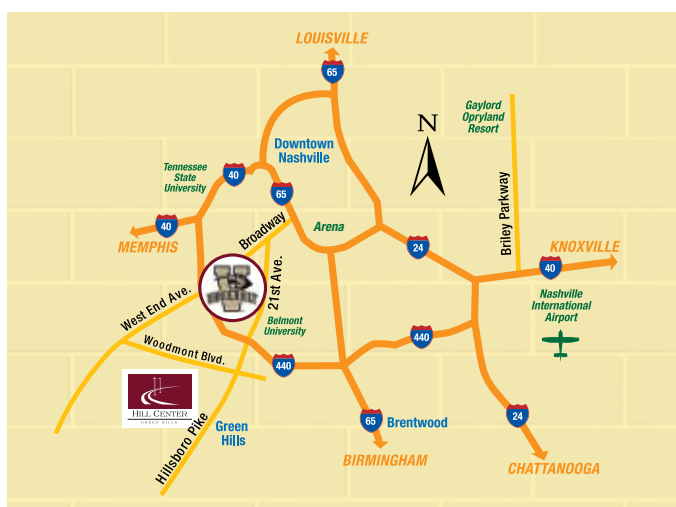 LOUISVILLE
65
Gaylord
Opryland
Resort
N
Downtown
Nashville
Tennessee
State
University
40
65
Briley Parkway
40
Broadway
Arena
MEMPHIS
24
KNOXVILLE
40
21st Ave.
V
West End Ave.
Nashville
International
Airport
Belmont
University
Woodmont Blvd.
440
440
HILL CENTER
GREEN HILLS
Hillsboro Pike
Green
Hills
65
Brentwood
24
BIRMINGHAM
CHATTANOOGA